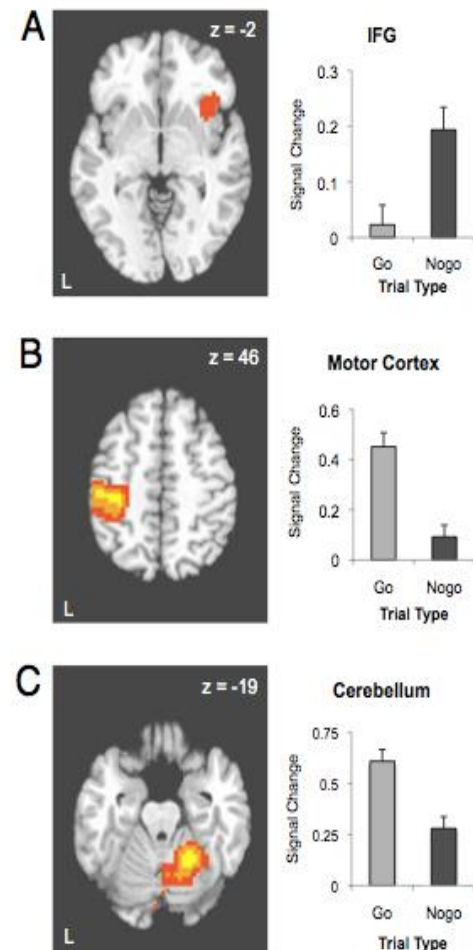 A
z = -2
L
IFG
Signal Change
0.3
0.2
0.1
0
Go Nogo
Trial Type
B
z = 46
L
Motor Cortex
Signal Change
0.6
0.4
0.2
0
Go Nogo
Trial Type
C
z = -19
L
Cerebellum
Signal Change
0.75
0.5
0.25
0
Go Nogo
Trial Type